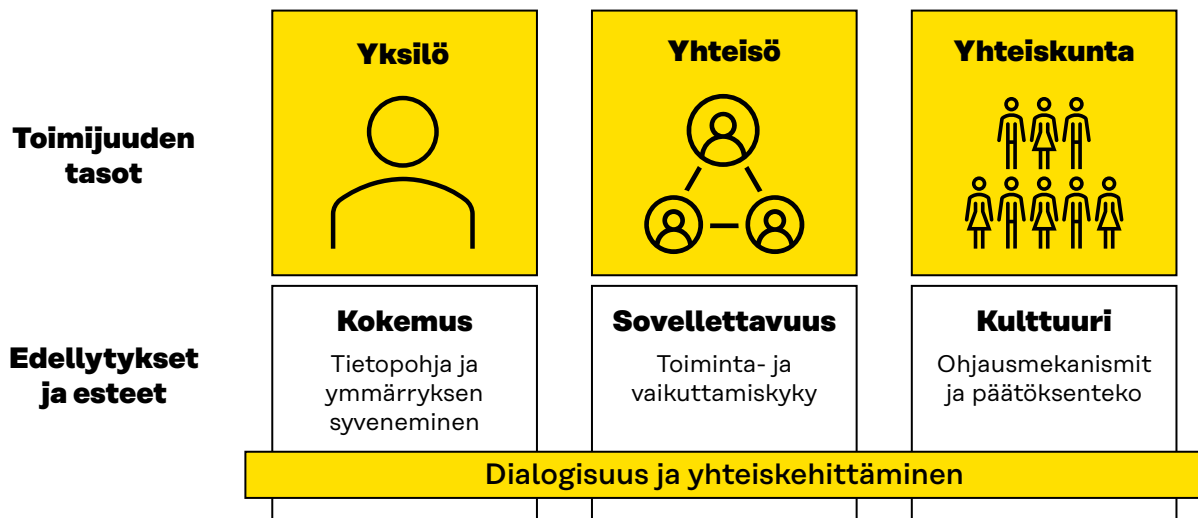 Toimijuuden
tasot
Yksilö
Yhteisö
Yhteiskunta
Edellytykset
ja esteet
Kokemus
Tietopohja ja
ymmärryksen
syveneminen
Sovellettavuus
Toiminta- ja
vaikuttamiskyky
Kulttuuri
Ohjausmekanismit
ja päätöksenteko
Dialogisuus ja yhteiskehittäminen